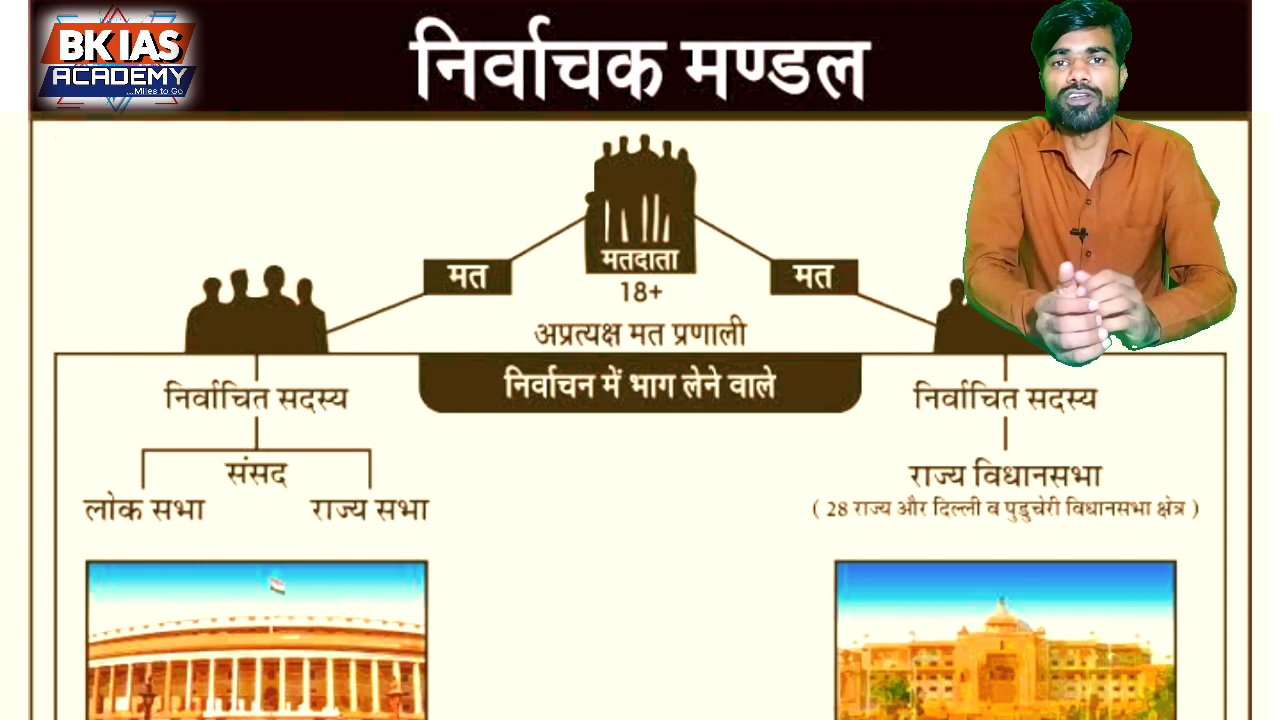 BK IAS
ACADEMY
...Miles to Go
निर्वाचक मण्डल
मतदाता
मत
मत
18+
अप्रत्यक्ष मत प्रणाली
निर्वाचन में भाग लेने वाले
निर्वाचित सदस्य
संसद
लोक सभा
राज्य सभा
निर्वाचित सदस्य
राज्य विधानसभा
( 28 राज्य और दिल्ली व पुडुचेरी विधानसभा क्षेत्र )